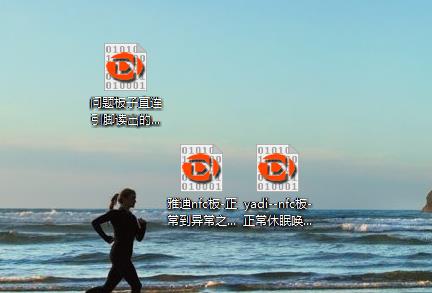 问题板子直连
引脚读出的...
雅迪nfc板-正
常到异常之...
yadi--nfc板-
正常休眠唤...